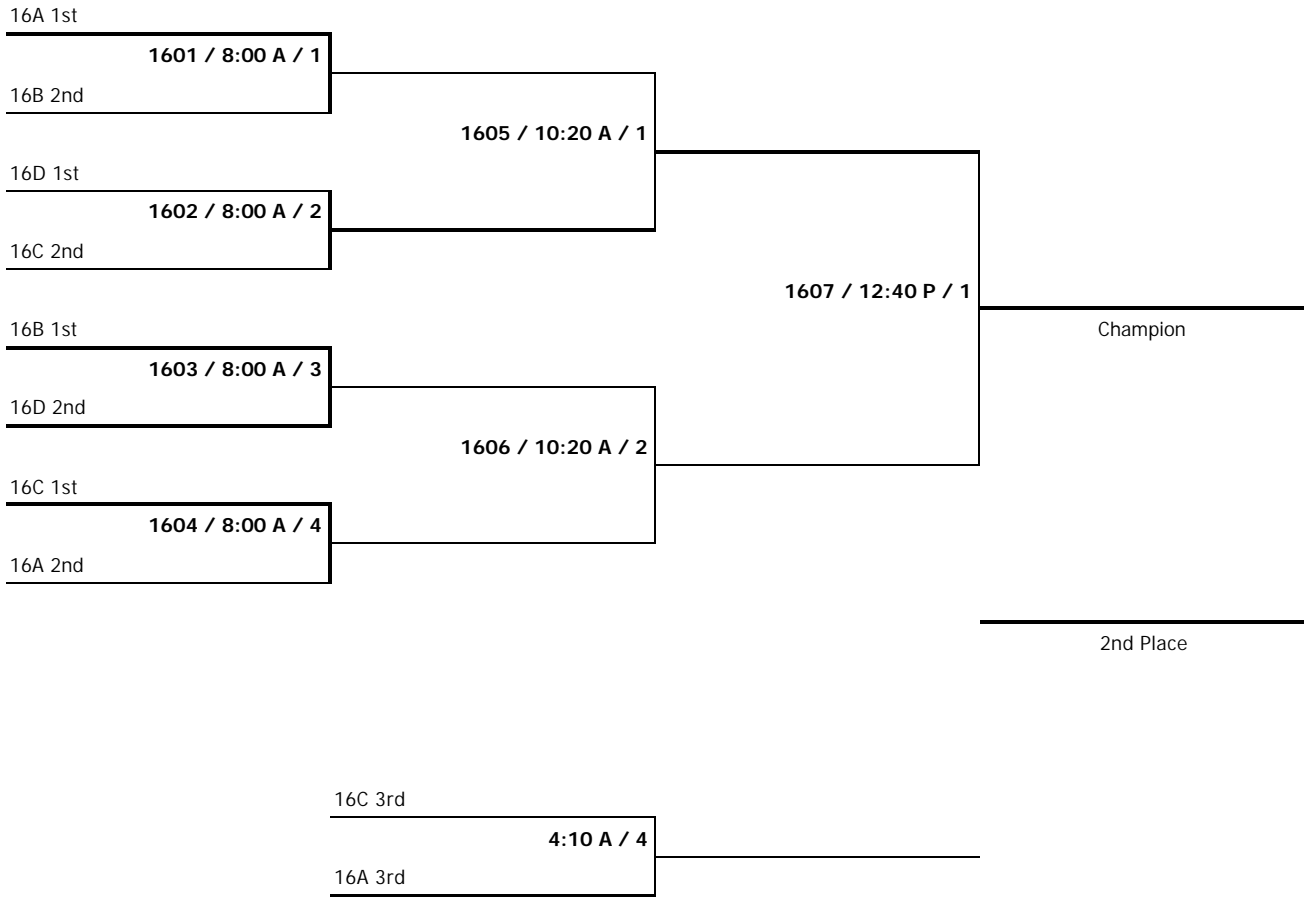 16A 1st
1601 / 8:00 A / 1
16B 2nd
1605 / 10:20 A / 1
16D 1st
1602 / 8:00 A / 2
16C 2nd
1607 / 12:40 P / 1
16B 1st
Champion
1603 / 8:00 A / 3
16D 2nd
1606 / 10:20 A / 2
16C 1st
1604 / 8:00 A / 4
16A 2nd
2nd Place
16C 3rd
4:10 A / 4
16A 3rd